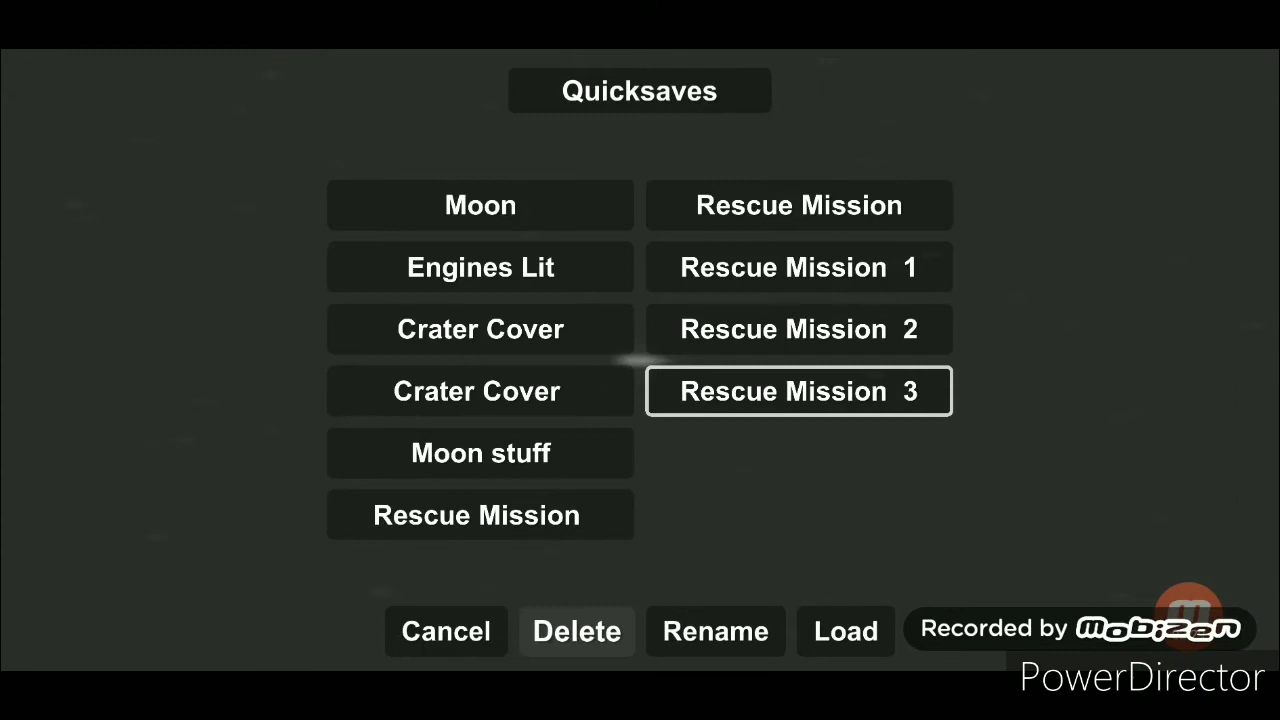 Quicksaves
Moon
Engines Lit
Crater Cover
Crater Cover
Moon stuff
Rescue Mission
Rescue Mission
Rescue Mission 1
Rescue Mission 2
Rescue Mission 3
Cancel
Delete
Rename
Load
Recorded by mobizen
PowerDirector